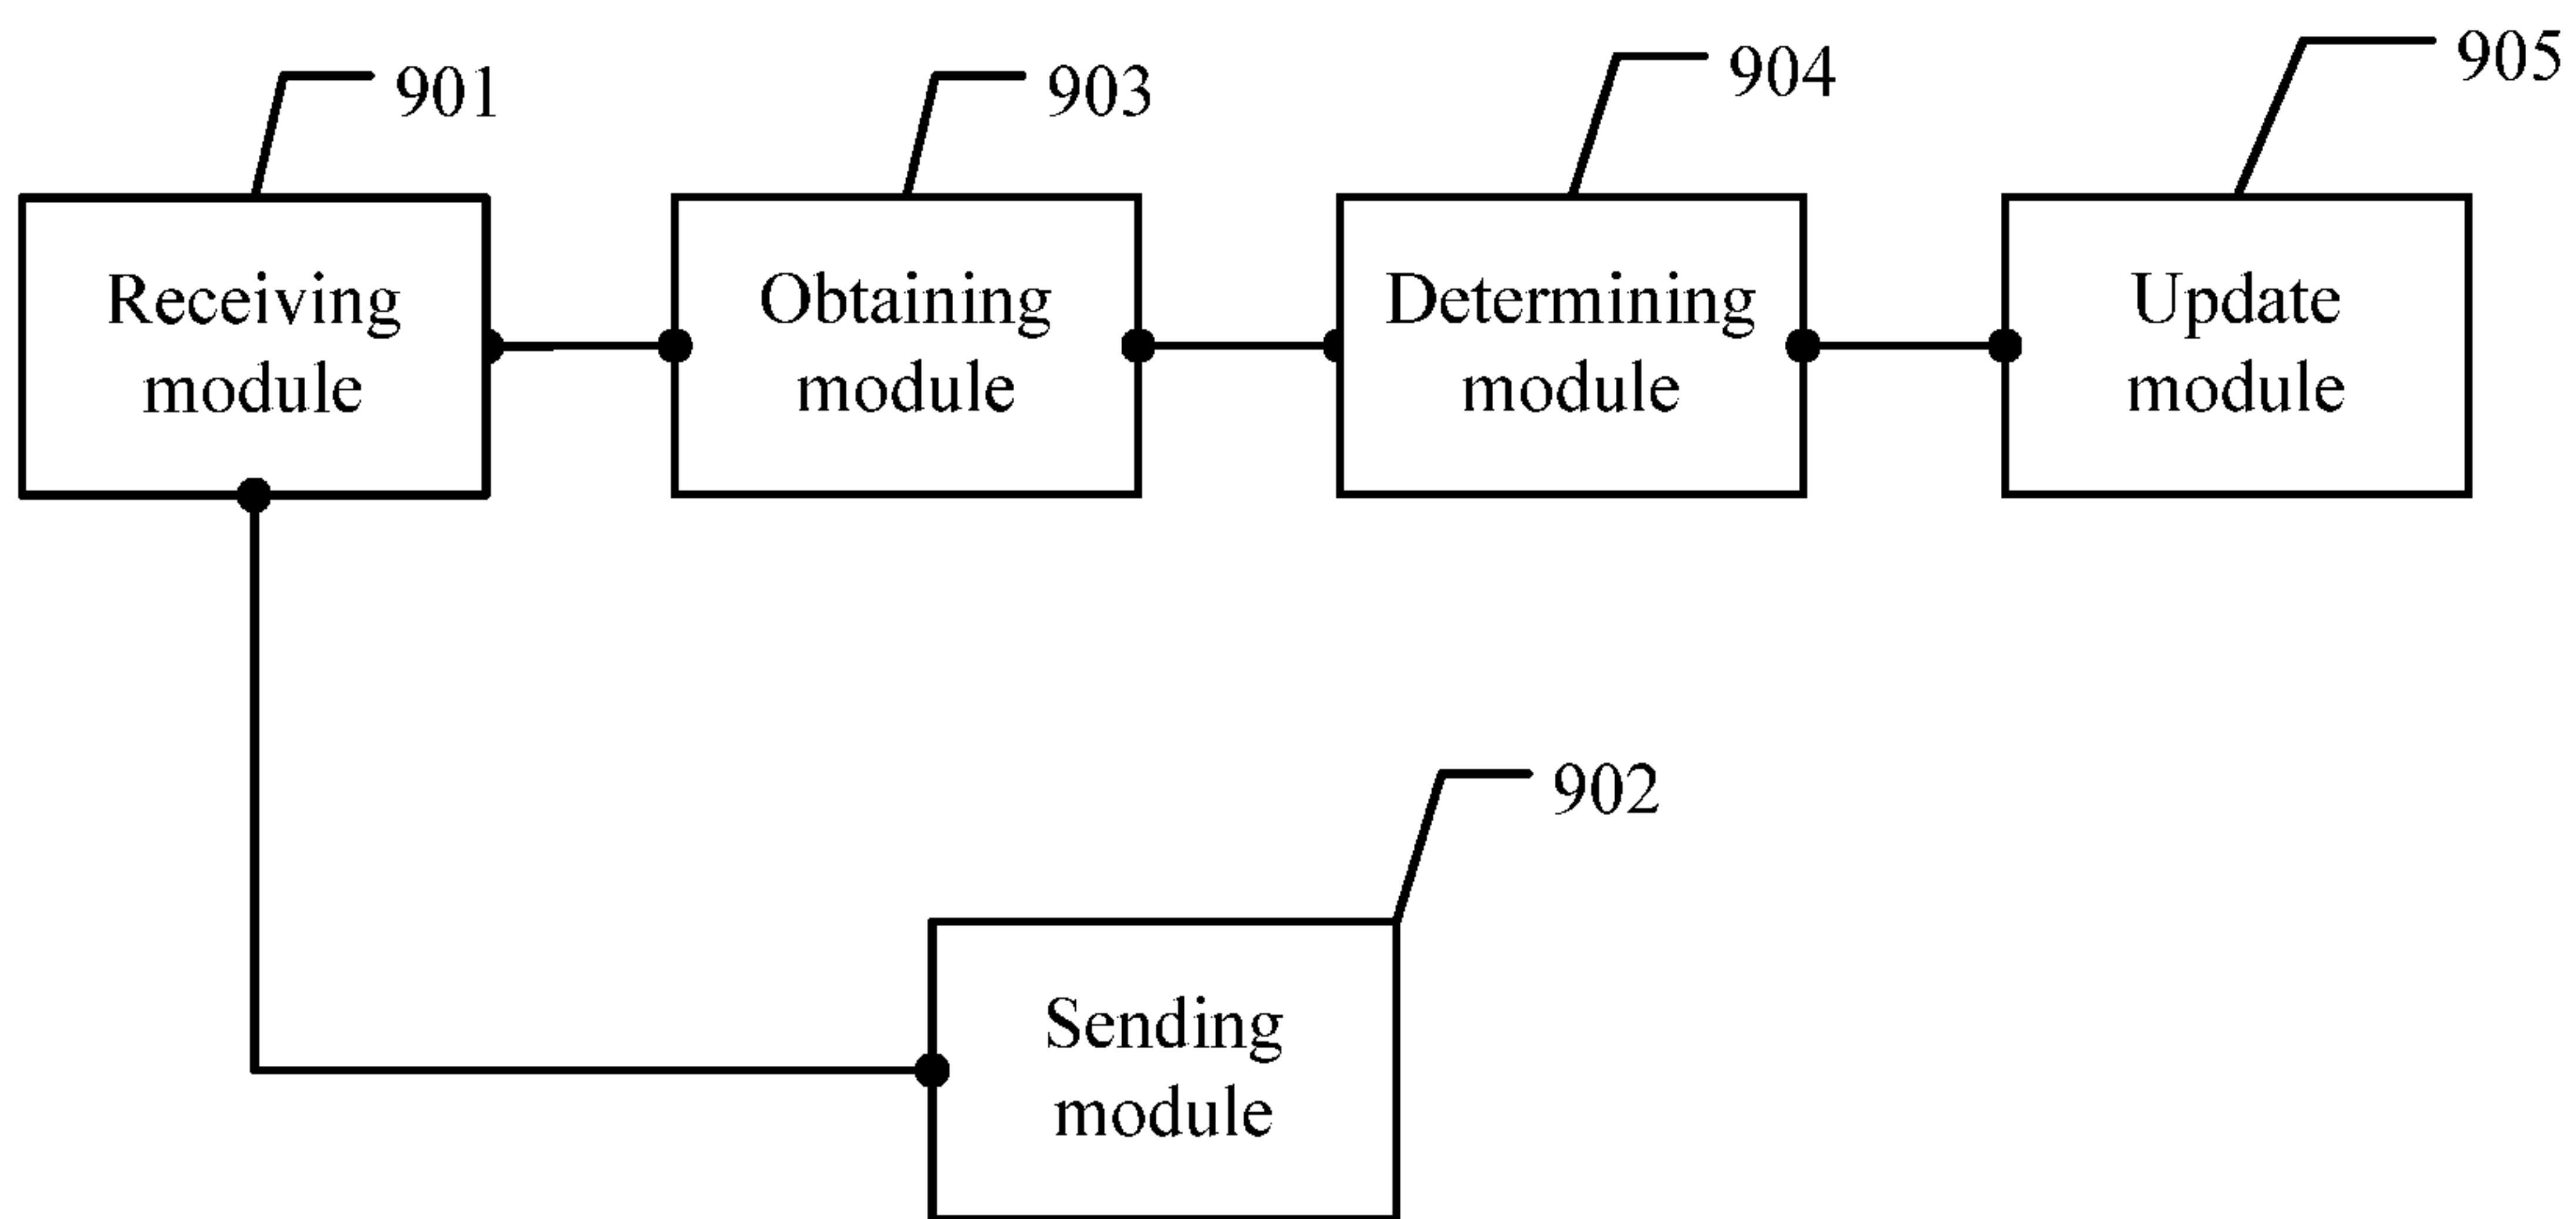 901
903
904
905
Receiving
module
Obtaining
module
Determining
module
Update
module
902
Sending
module